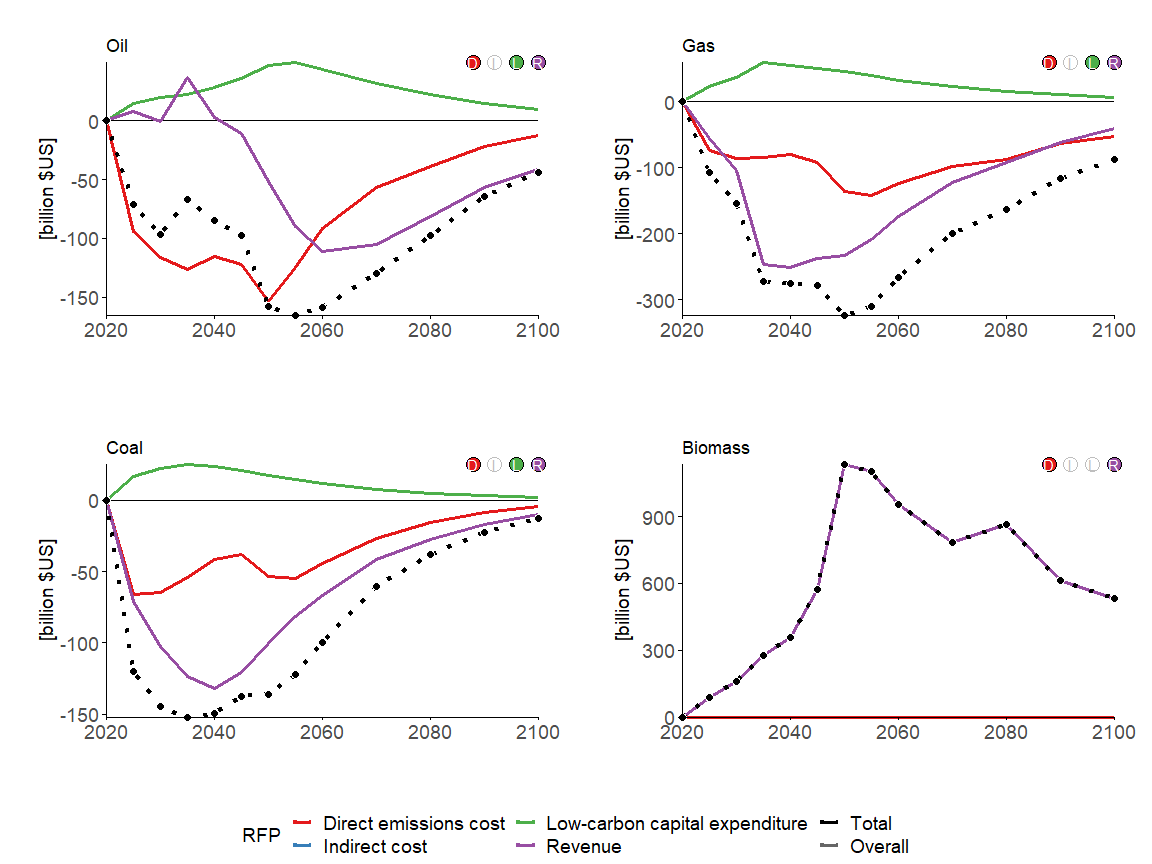 Oil
D I L R
[billion $US]
0
-50
-100
-150
2020 2040 2060 2080 2100
Gas
D I L R
[billion $US]
0
-100
-200
-300
2020 2040 2060 2080 2100
Coal
D I L R
[billion $US]
0
-50
-100
-150
2020 2040 2060 2080 2100
Biomass
D I L R
[billion $US]
900
600
300
0
2020 2040 2060 2080 2100
RFP
Direct emissions cost Low-carbon capital expenditure Total
Indirect cost Revenue Overall